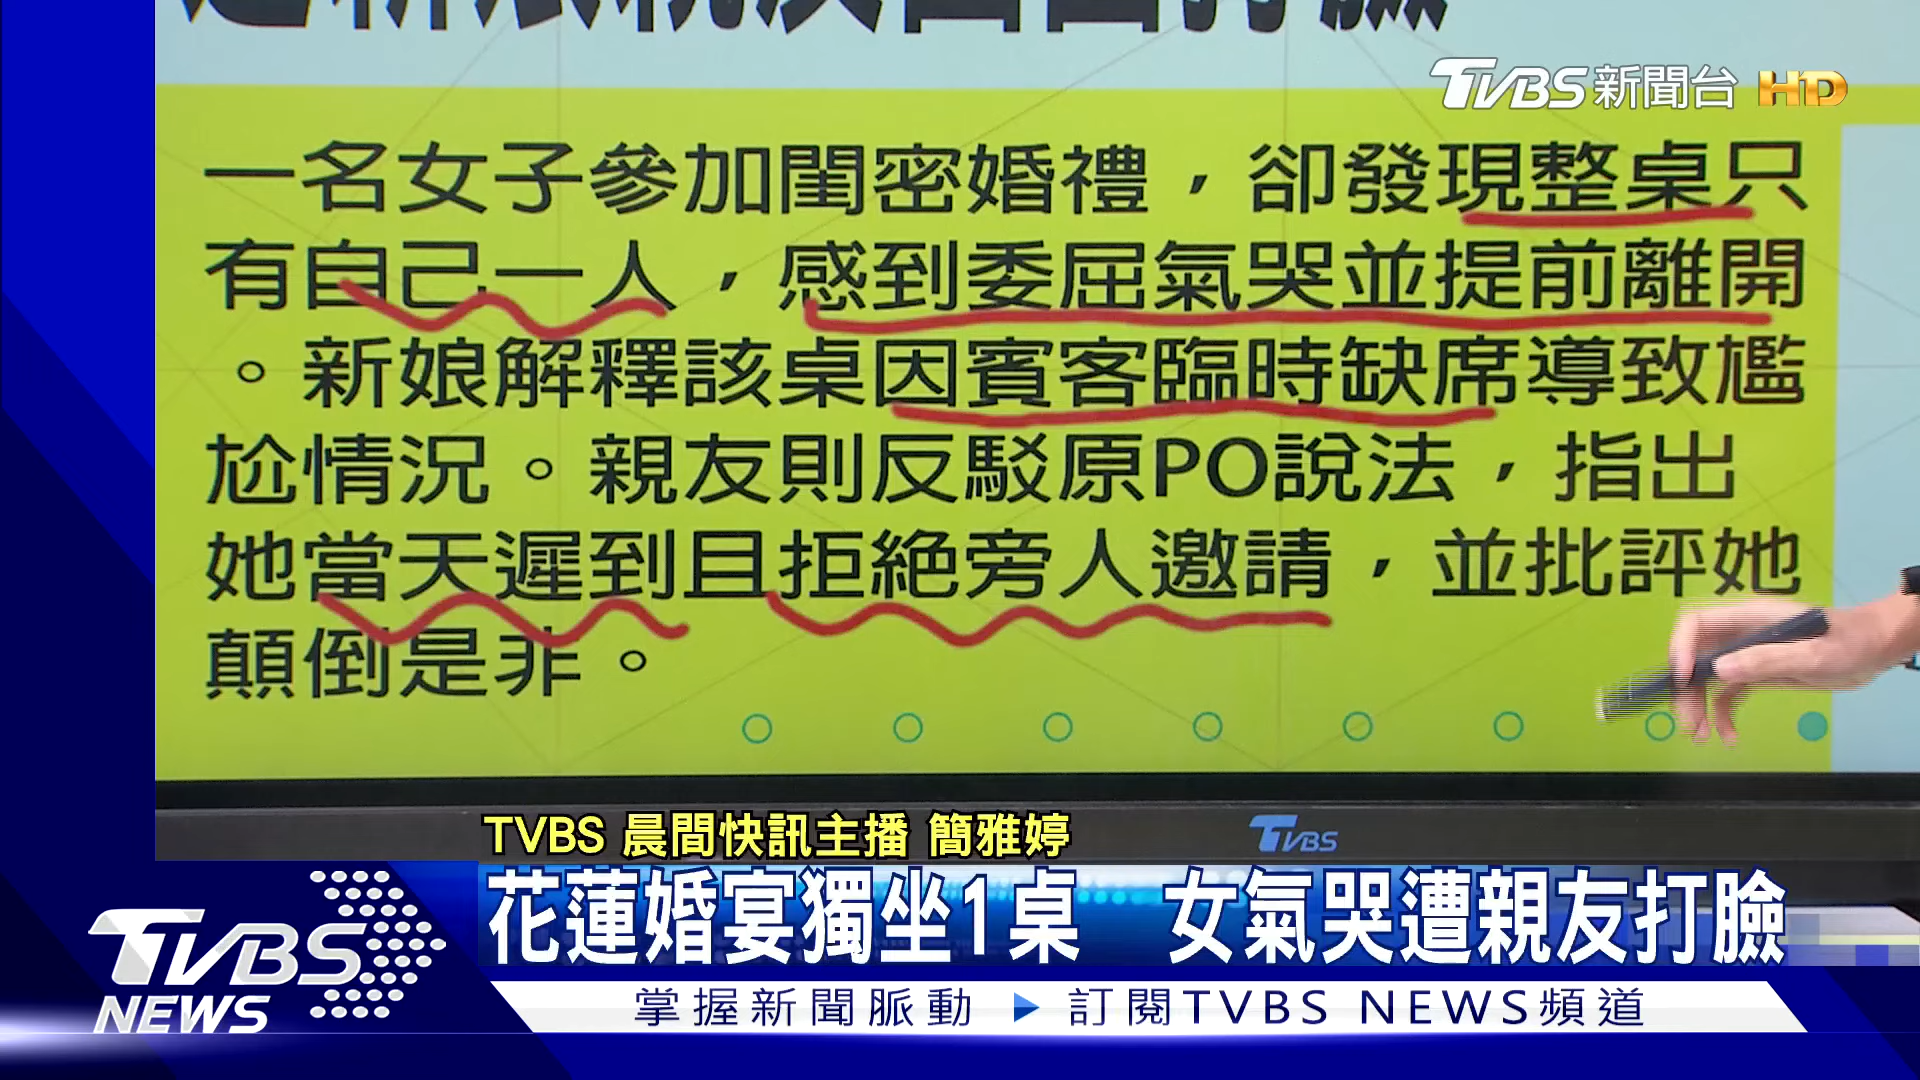 TVBS新聞台 HD
一名女子參加閨密婚禮，卻發現整桌只
有自己一人，感到委屈氣哭並提前離開
。新娘解釋該桌因賓客臨時缺席導致尷
尬情況。親友則反駁原PO說法，指出
她當天遲到且拒絕旁人邀請，並批評她
顛倒是非。
TVBS
TVBS 晨間快訊主播 簡雅婷
花蓮婚宴獨坐1桌 女氣哭遭親友打臉
TVBS
NEWS
掌握新聞脈動 ▶ 訂閱TVBS NEWS頻道